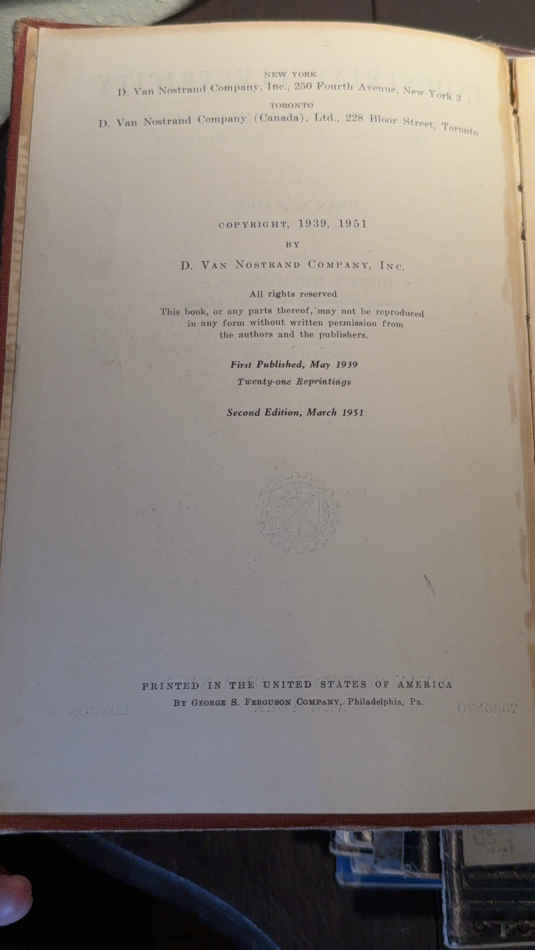 NEW YORK
D. Van Nostrand Company, Inc., 250 Fourth Avenue, New York 3
TORONTO
D. Van Nostrand Company (Canada), Ltd., 228 Bloor Street, Toronto
COPYRIGHT, 1939, 1951
BY
D. VAN NOSTRAND COMPANY, INC.
All rights reserved
This book, or any parts thereof, may not be reproduced
in any form without written permission from
the authors and the publishers.
First Published, May 1939
Twenty-one Reprintings
Second Edition, March 1951
PRINTED IN THE UNITED STATES OF AMERICA
BY GEORGE S. FERGUSON COMPANY, Philadelphia, Pa.